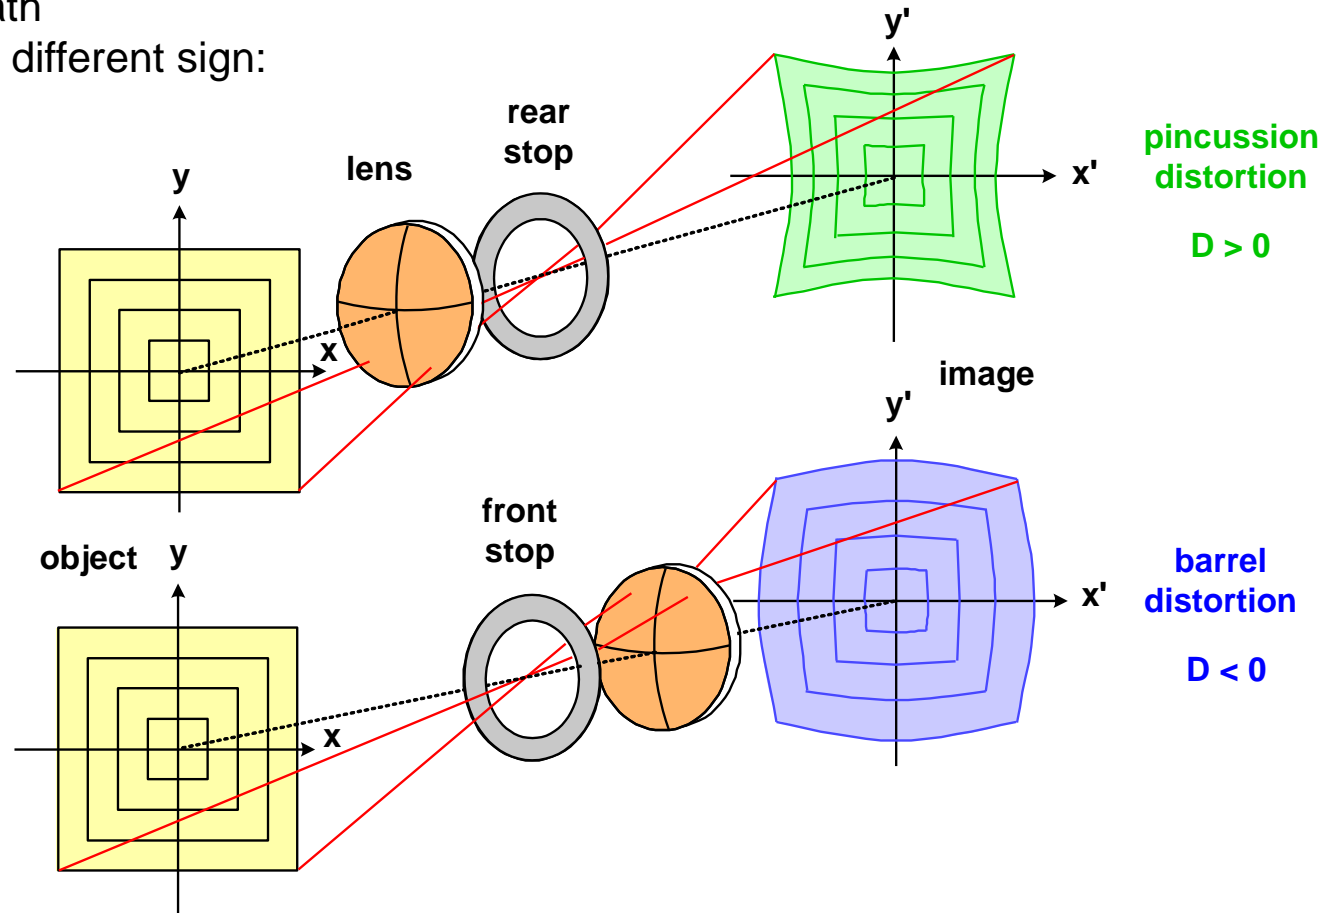 different sign:
y'
rear
stop
lens
y
pincussion
distortion
x'
D > 0
x
image
y'
front
stop
object
y
barrel
distortion
x'
D < 0
x